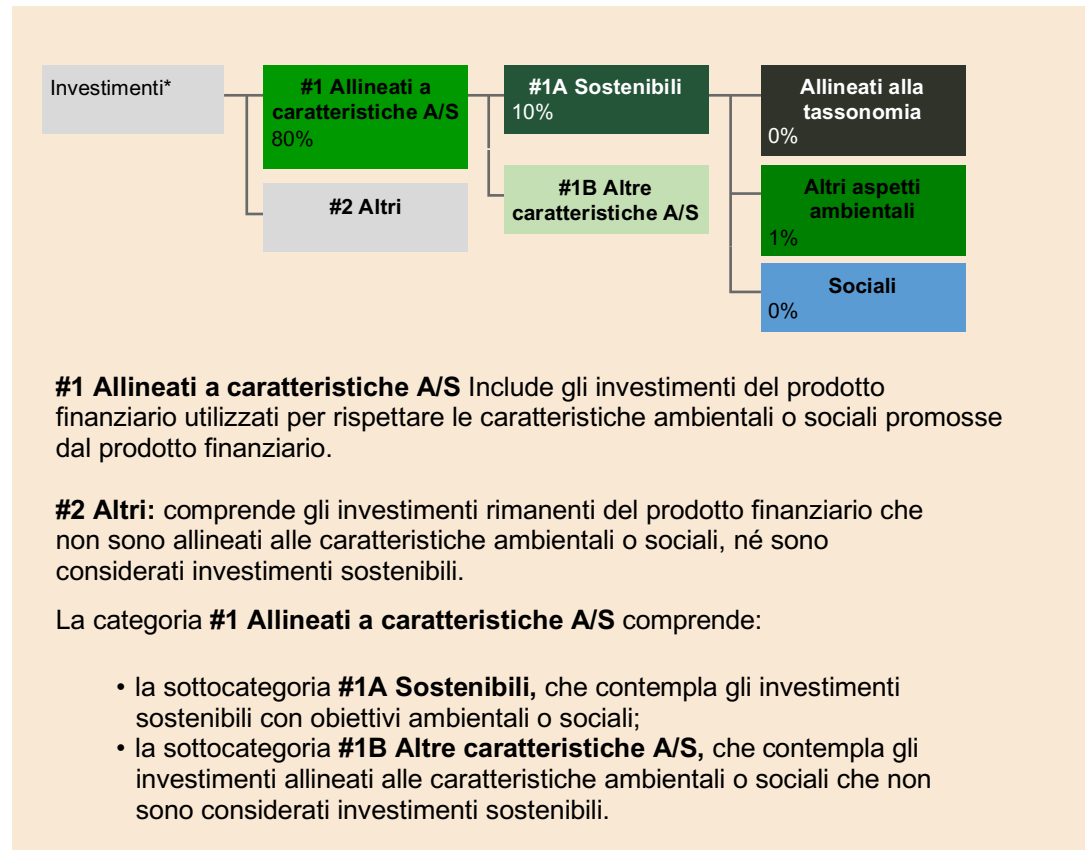 Investimenti*
#1 Allineati a
caratteristiche A/S
80%
#2 Altri
#1A Sostenibili
10%
#1B Altre
caratteristiche A/S
Allineati alla
tassonomia
0%
Altri aspetti
ambientali
1%
Sociali
0%
#1 Allineati a caratteristiche A/S Include gli investimenti del prodotto
finanziario utilizzati per rispettare le caratteristiche ambientali o sociali promosse
dal prodotto finanziario.
#2 Altri: comprende gli investimenti rimanenti del prodotto finanziario che
non sono allineati alle caratteristiche ambientali o sociali, né sono
considerati investimenti sostenibili.
La categoria #1 Allineati a caratteristiche A/S comprende:
• la sottocategoria #1A Sostenibili, che contempla gli investimenti
sostenibili con obiettivi ambientali o sociali;
• la sottocategoria #1B Altre caratteristiche A/S, che contempla gli
investimenti allineati alle caratteristiche ambientali o sociali che non
sono considerati investimenti sostenibili.